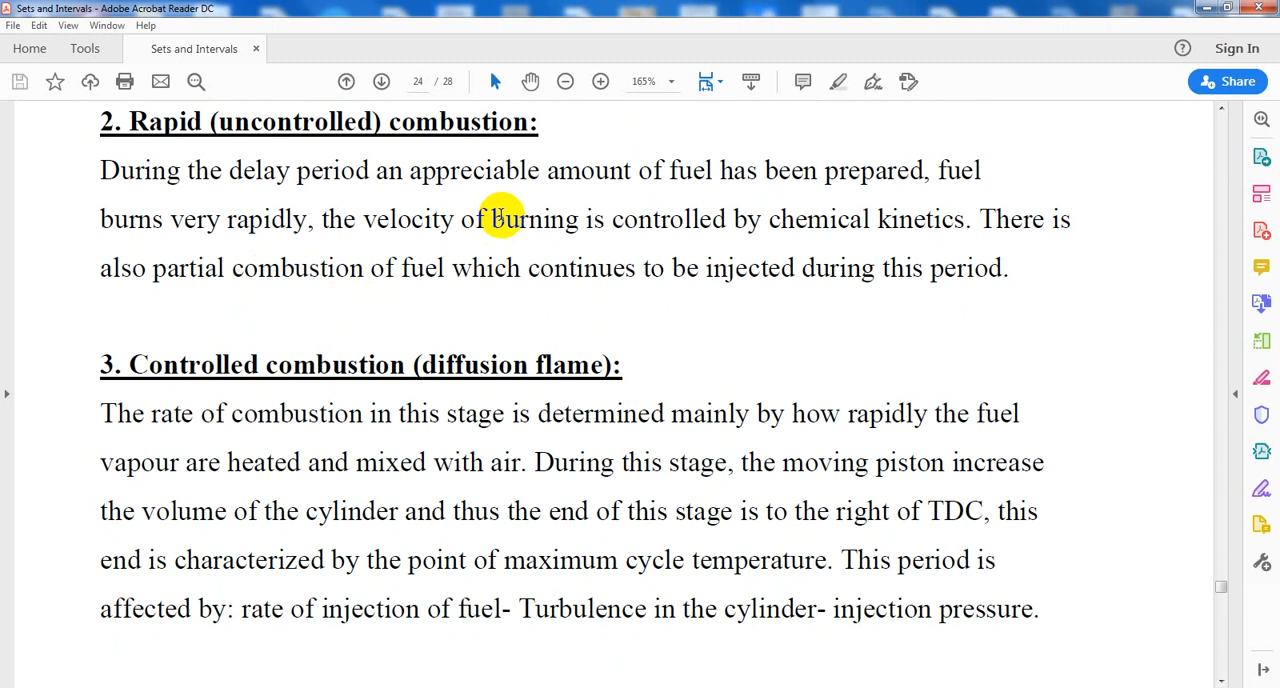 Sets and Intervals - Adobe Acrobat Reader DC
File Edit View Window Help
Home Tools Sets and Intervals × ? Sign In
24 / 28 165% Share
2. Rapid (uncontrolled) combustion:
During the delay period an appreciable amount of fuel has been prepared, fuel
burns very rapidly, the velocity of burning is controlled by chemical kinetics. There is
also partial combustion of fuel which continues to be injected during this period.
3. Controlled combustion (diffusion flame):
The rate of combustion in this stage is determined mainly by how rapidly the fuel
vapour are heated and mixed with air. During this stage, the moving piston increase
the volume of the cylinder and thus the end of this stage is to the right of TDC, this
end is characterized by the point of maximum cycle temperature. This period is
affected by: rate of injection of fuel- Turbulence in the cylinder- injection pressure.